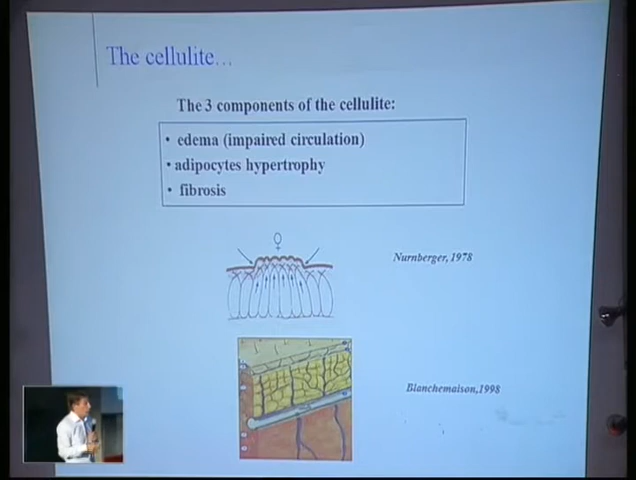 The cellulite...
The 3 components of the cellulite:
• edema (impaired circulation)
• adipocytes hypertrophy
• fibrosis
♀
Nurnberger, 1978
Blanchemaison, 1998